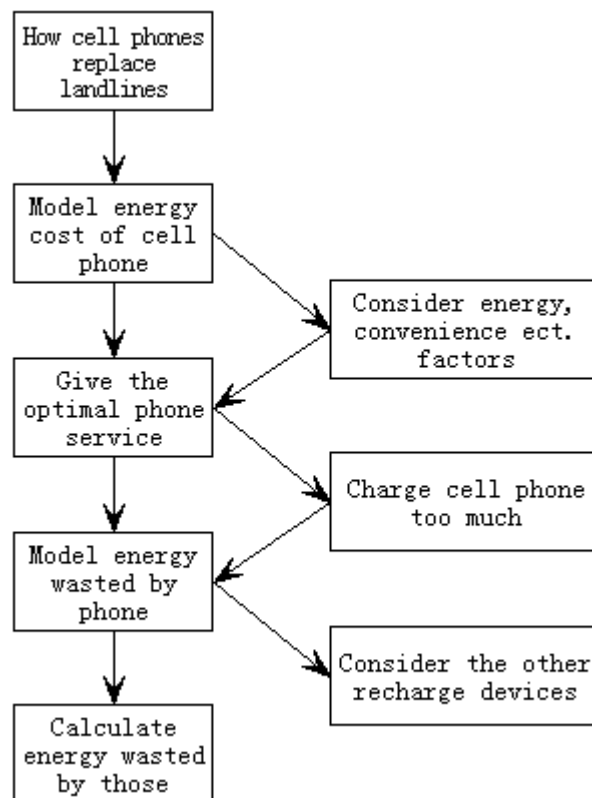 How cell phones
replace
landlines
Model energy
cost of cell
phone
Consider energy,
convenience ect.
factors
Give the
optimal phone
service
Charge cell phone
too much
Model energy
wasted by
phone
Consider the other
recharge devices
Calculate
energy wasted
by those